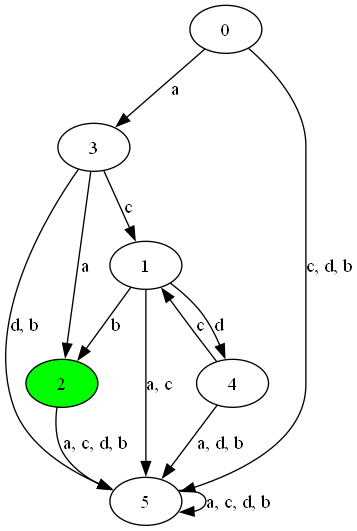 0
a
3
c
a
1
c, d, b
d, b
b
a, c
c
d
2
4
a, c, d, b
a, d, b
5
a, c, d, b